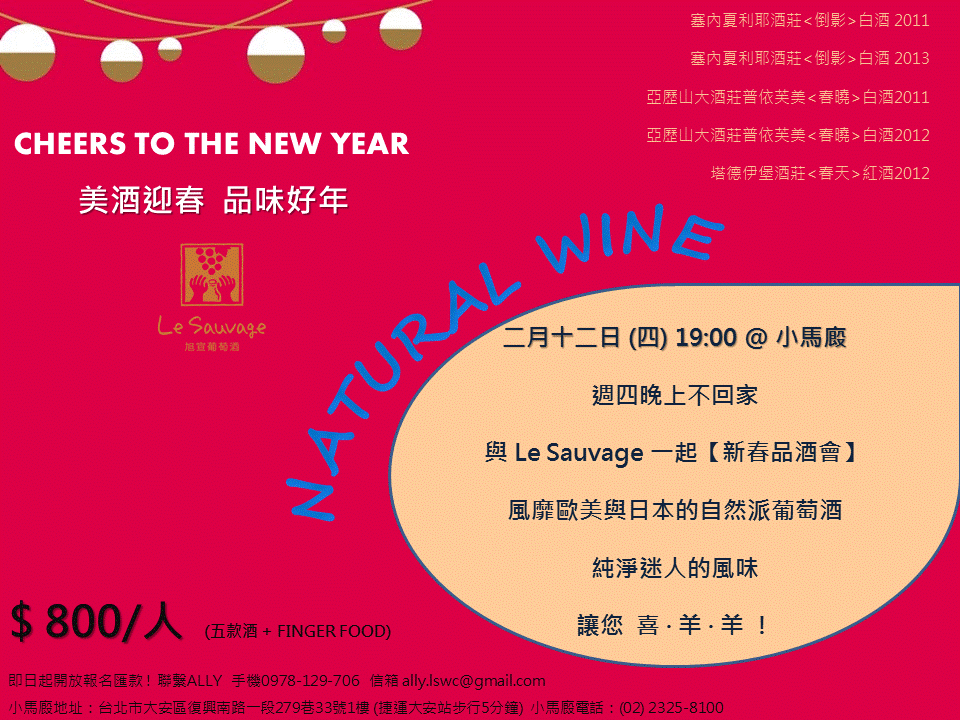 塞內夏利耶酒莊<倒影>白酒 2011
塞內夏利耶酒莊<倒影>白酒 2013
亞歷山大酒莊普依芙美<春曉>白酒2011
亞歷山大酒莊普依芙美<春曉>白酒2012
塔德伊堡酒莊<春天>紅酒2012
CHEERS TO THE NEW YEAR
美酒迎春 品味好年
Le Sauvage
旭宣葡萄酒
NATURAL WINE
二月十二日 (四) 19:00 @ 小馬廄
週四晚上不回家
與 Le Sauvage 一起【新春品酒會】
風靡歐美與日本的自然派葡萄酒
純淨迷人的風味
讓您 喜·羊·羊 !
$ 800/人 (五款酒 + FINGER FOOD)
即日起開放報名匯款! 聯繫ALLY 手機0978-129-706 信箱 ally.lswc@gmail.com
小馬廄地址：台北市大安區復興南路一段279巷33號1樓 (捷運大安站步行5分鐘) 小馬廄電話：(02) 2325-8100